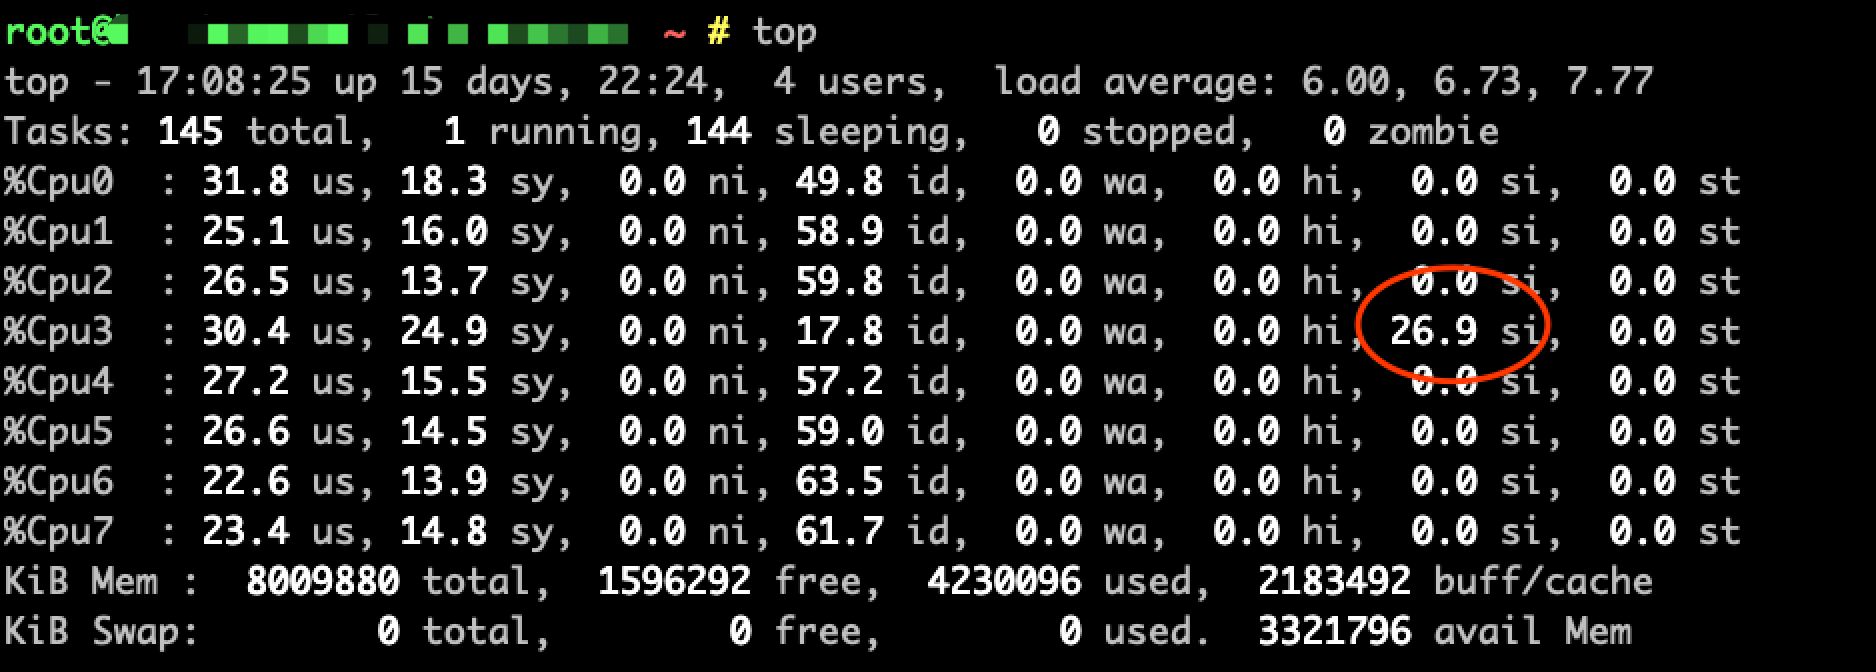 root@ ~ # top
top - 17:08:25 up 15 days, 22:24,  4 users,  load average: 6.00, 6.73, 7.77
Tasks: 145 total,   1 running, 144 sleeping,   0 stopped,   0 zombie
%Cpu0  : 31.8 us, 18.3 sy,  0.0 ni, 49.8 id,  0.0 wa,  0.0 hi,  0.0 si,  0.0 st
%Cpu1  : 25.1 us, 16.0 sy,  0.0 ni, 58.9 id,  0.0 wa,  0.0 hi,  0.0 si,  0.0 st
%Cpu2  : 26.5 us, 13.7 sy,  0.0 ni, 59.8 id,  0.0 wa,  0.0 hi,  0.0 si,  0.0 st
%Cpu3  : 30.4 us, 24.9 sy,  0.0 ni, 17.8 id,  0.0 wa,  0.0 hi, 26.9 si,  0.0 st
%Cpu4  : 27.2 us, 15.5 sy,  0.0 ni, 57.2 id,  0.0 wa,  0.0 hi,  0.0 si,  0.0 st
%Cpu5  : 26.6 us, 14.5 sy,  0.0 ni, 59.0 id,  0.0 wa,  0.0 hi,  0.0 si,  0.0 st
%Cpu6  : 22.6 us, 13.9 sy,  0.0 ni, 63.5 id,  0.0 wa,  0.0 hi,  0.0 si,  0.0 st
%Cpu7  : 23.4 us, 14.8 sy,  0.0 ni, 61.7 id,  0.0 wa,  0.0 hi,  0.0 si,  0.0 st
KiB Mem :  8009880 total,  1596292 free,  4230096 used,  2183492 buff/cache
KiB Swap:        0 total,        0 free,        0 used.  3321796 avail Mem